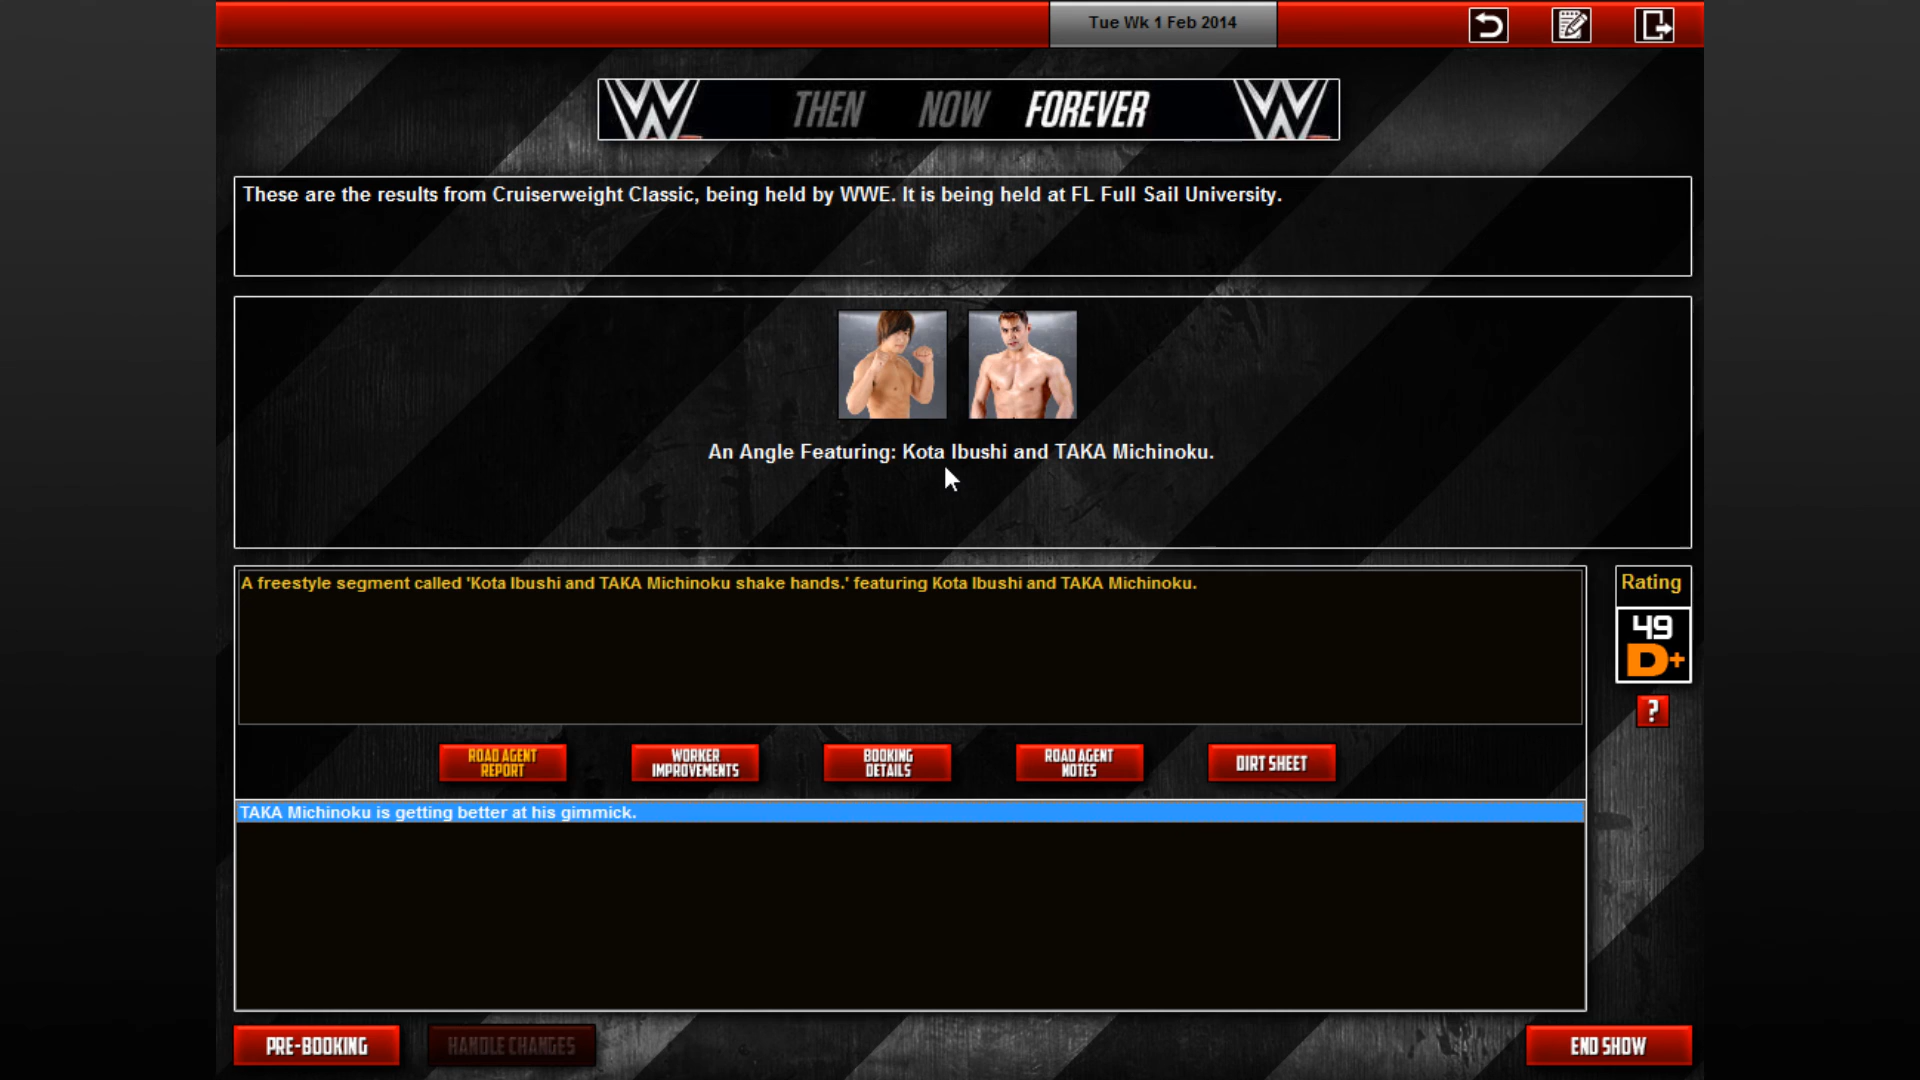 Tue Wk 1 Feb 2014
THEN NOW FOREVER
These are the results from Cruiserweight Classic, being held by WWE. It is being held at FL Full Sail University.
An Angle Featuring: Kota Ibushi and TAKA Michinoku.
A freestyle segment called 'Kota Ibushi and TAKA Michinoku shake hands.' featuring Kota Ibushi and TAKA Michinoku.
Rating
49
D+
?
ROAD AGENT
REPORT
WORKER
IMPROVEMENTS
BOOKING
DETAILS
ROAD AGENT
NOTES
DIRT SHEET
TAKA Michinoku is getting better at his gimmick.
PRE-BOOKING
HANDLE CHANGES
END SHOW